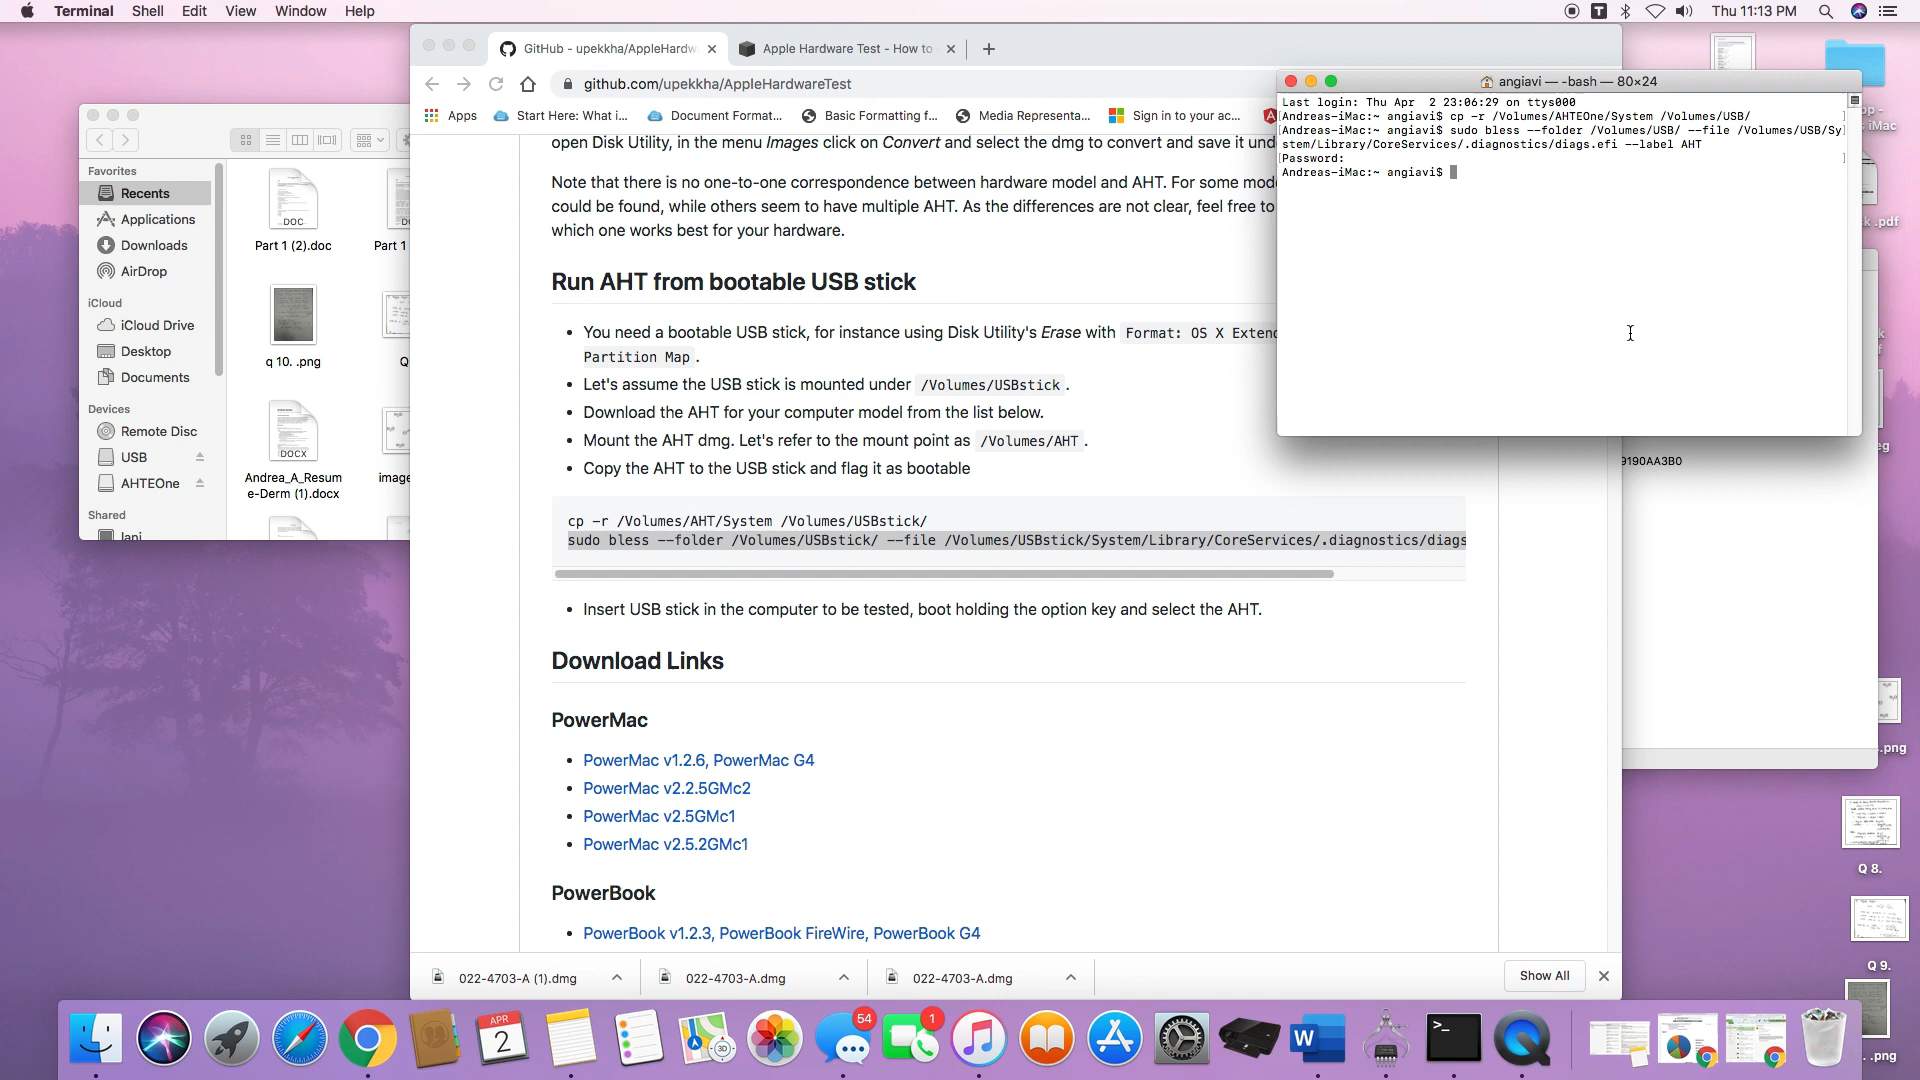 Terminal Shell Edit View Window Help
Thu 11:13 PM
GitHub - upekkha/AppleHardw
Apple Hardware Test - How to
github.com/upekkha/AppleHardwareTest
Apps
Start Here: What i...
Document Format...
Basic Formatting f...
Media Representa...
Sign in to your ac...
open Disk Utility, in the menu Images click on Convert and select the dmg to convert and save it und
Note that there is no one-to-one correspondence between hardware model and AHT. For some mod
could be found, while others seem to have multiple AHT. As the differences are not clear, feel free to
which one works best for your hardware.
Run AHT from bootable USB stick
You need a bootable USB stick, for instance using Disk Utility's Erase with Format: OS X Extend
Partition Map.
Let's assume the USB stick is mounted under /Volumes/USBstick.
Download the AHT for your computer model from the list below.
Mount the AHT dmg. Let's refer to the mount point as /Volumes/AHT.
Copy the AHT to the USB stick and flag it as bootable
cp -r /Volumes/AHT/System /Volumes/USBstick/
sudo bless --folder /Volumes/USBstick/ --file /Volumes/USBstick/System/Library/CoreServices/.diagnostics/diags
Insert USB stick in the computer to be tested, boot holding the option key and select the AHT.
Download Links
PowerMac
PowerMac v1.2.6, PowerMac G4
PowerMac v2.2.5GMc2
PowerMac v2.5GMc1
PowerMac v2.5.2GMc1
PowerBook
PowerBook v1.2.3, PowerBook FireWire, PowerBook G4
022-4703-A (1).dmg
022-4703-A.dmg
022-4703-A.dmg
Show All
Favorites
Recents
Applications
Downloads
AirDrop
iCloud
iCloud Drive
Desktop
Documents
Devices
Remote Disc
USB
AHTEOne
Shared
lani
DOC
Part 1 (2).doc
Part 1
q 10. .png
Q
DOCX
Andrea_A_Resum
e-Derm (1).docx
image
angiavi — -bash — 80×24
Last login: Thu Apr  2 23:06:29 on ttys000
Andreas-iMac:~ angiavi$ cp -r /Volumes/AHTEOne/System /Volumes/USB/
Andreas-iMac:~ angiavi$ sudo bless --folder /Volumes/USB/ --file /Volumes/USB/Sy
stem/Library/CoreServices/.diagnostics/diags.efi --label AHT
Password:
Andreas-iMac:~ angiavi$
9190AA3B0
op -
iMac
k .pdf
k
f
eg
.png
Q 8.
Q 9.
. .png
APR
2
3D
54
1
W